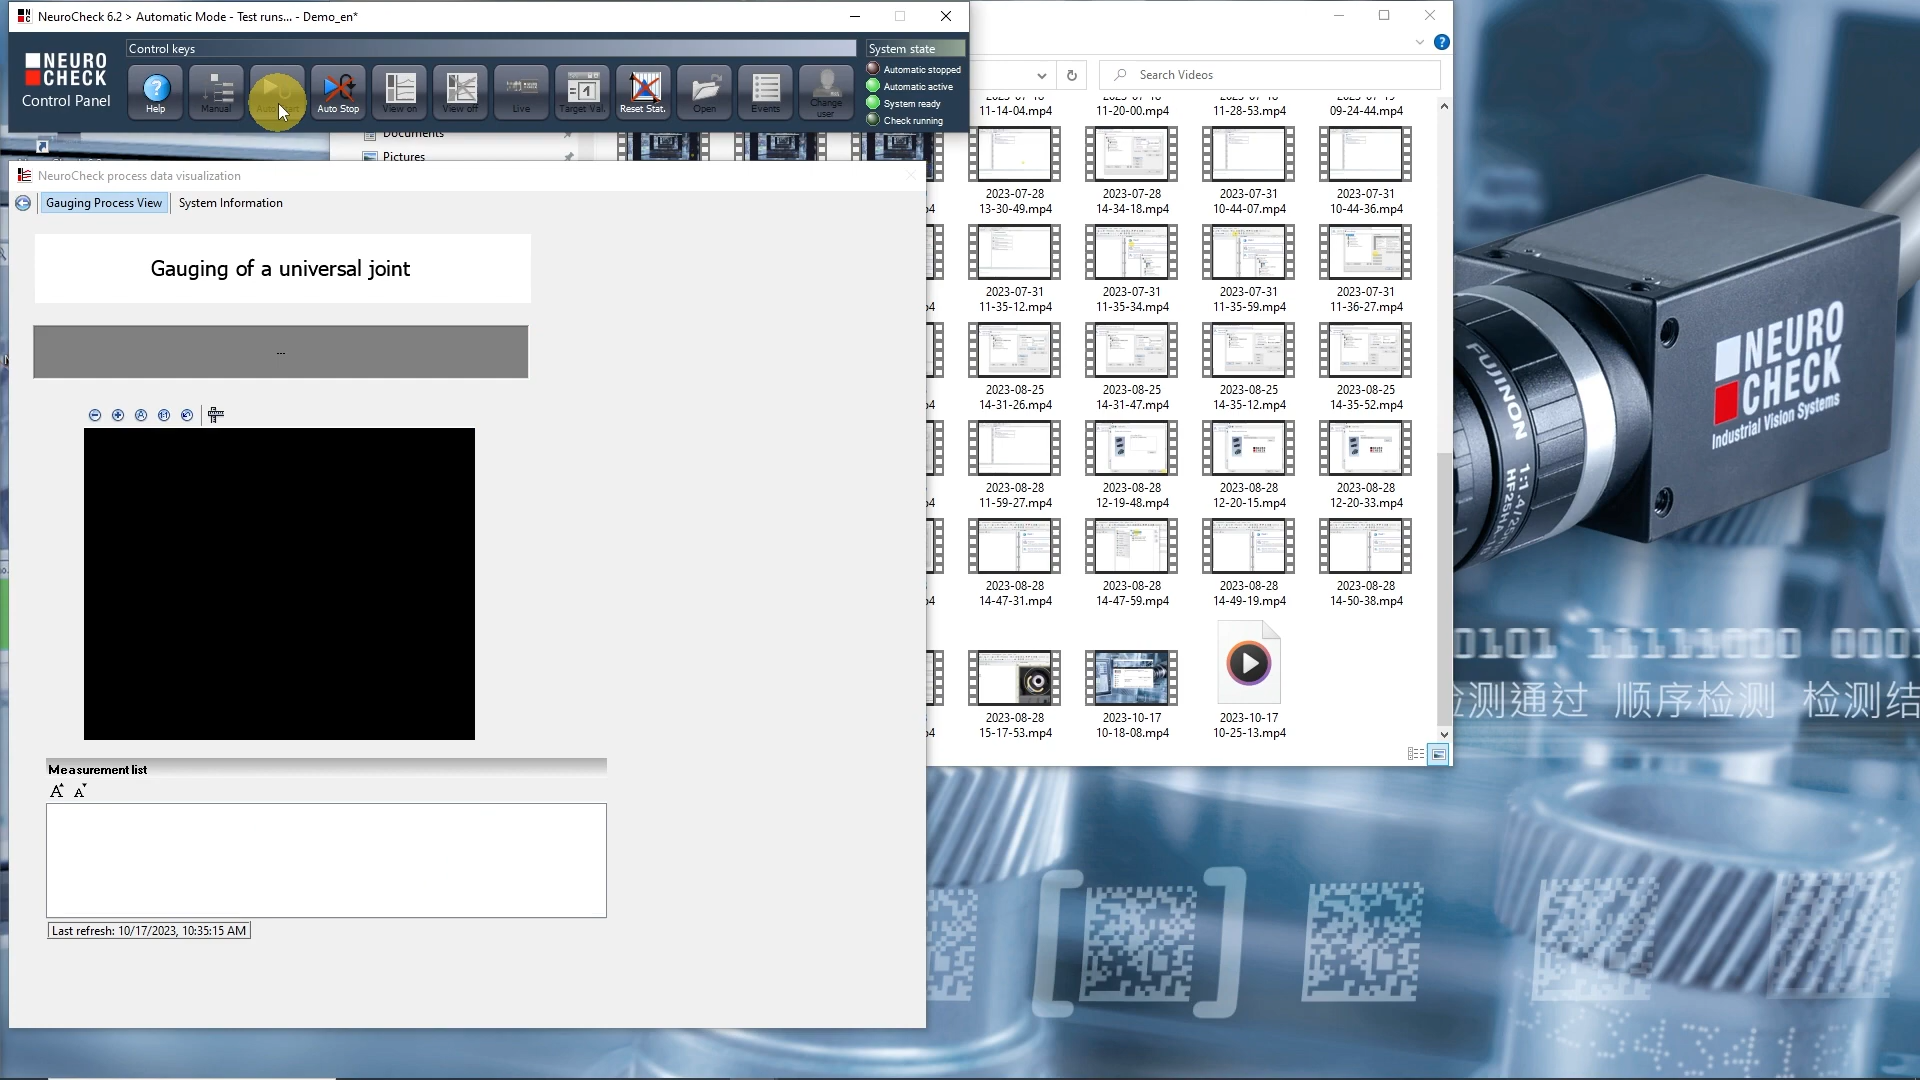 NeuroCheck 6.2 > Automatic Mode - Test runs... - Demo_en*
NEURO
CHECK
Control Panel
Control keys
Help
Manual
Auto Stop
View on
View off
Live
Target Val.
Reset Stat.
Open
Events
Change
user
System state
Automatic stopped
Automatic active
System ready
Check running
Search Videos
Documents
Pictures
NeuroCheck process data visualization
Gauging Process View
System Information
Gauging of a universal joint
...
Measurement list
Last refresh: 10/17/2023, 10:35:15 AM
11-14-04.mp4
11-20-00.mp4
11-28-53.mp4
09-24-44.mp4
2023-07-28
13-30-49.mp4
2023-07-28
14-34-18.mp4
2023-07-31
10-44-07.mp4
2023-07-31
10-44-36.mp4
2023-07-31
11-35-12.mp4
2023-07-31
11-35-34.mp4
2023-07-31
11-35-59.mp4
2023-07-31
11-36-27.mp4
2023-08-25
14-31-26.mp4
2023-08-25
14-31-47.mp4
2023-08-25
14-35-12.mp4
2023-08-25
14-35-52.mp4
2023-08-28
11-59-27.mp4
2023-08-28
12-19-48.mp4
2023-08-28
12-20-15.mp4
2023-08-28
12-20-33.mp4
2023-08-28
14-47-31.mp4
2023-08-28
14-47-59.mp4
2023-08-28
14-49-19.mp4
2023-08-28
14-50-38.mp4
2023-08-28
15-17-53.mp4
2023-10-17
10-18-08.mp4
2023-10-17
10-25-13.mp4
NEURO
CHECK
Industrial Vision Systems
FUJINON
0101 11111000 000
测通过 顺序检测 检测结